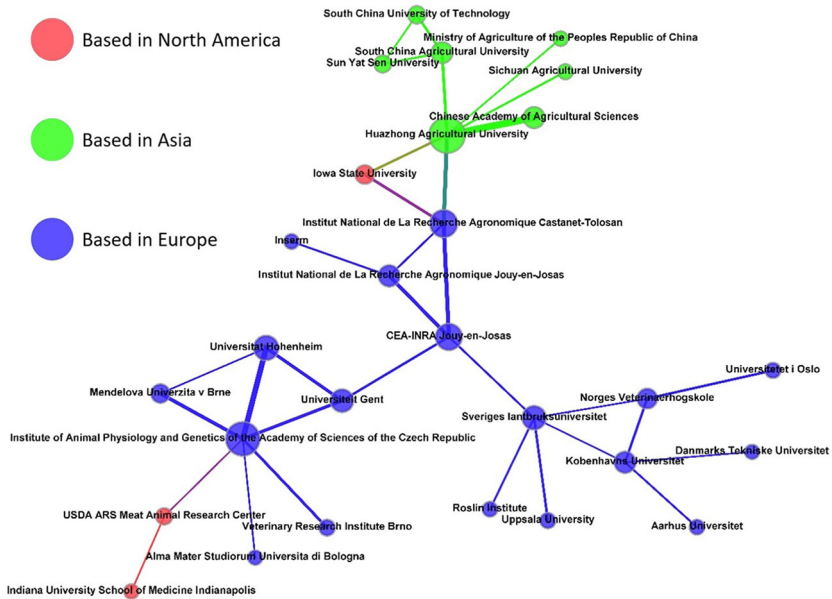 South China University of Technology
Based in North America
Ministry of Agriculture of the Peoples Republic of China
South China Agricultural University
Sun Yat Sen University
Sichuan Agricultural University
Chinese Academy of Agricultural Sciences
Huazhong Agricultural University
Based in Asia
Iowa State University
Institut National de La Recherche Agronomique Castanet-Tolosan
Based in Europe
Inserm
Institut National de La Recherche Agronomique Jouy-en-Josas
CEA-INRA Jouy-en-Josas
Universitat Hohenheim
Universitetet i Oslo
Mendelova Univerzita v Brne
Universiteit Gent
Norges Veterinaerhogskole
Sveriges lantbruksuniversitet
Institute of Animal Physiology and Genetics of the Academy of Sciences of the Czech Republic
Danmarks Tekniske Universitet
Kobenhavns Universitet
Roslin Institute
USDA ARS Meat Animal Research Center
Uppsala University
Veterinary Research Institute Brno
Aarhus Universitet
Alma Mater Studiorum Universita di Bologna
Indiana University School of Medicine Indianapolis